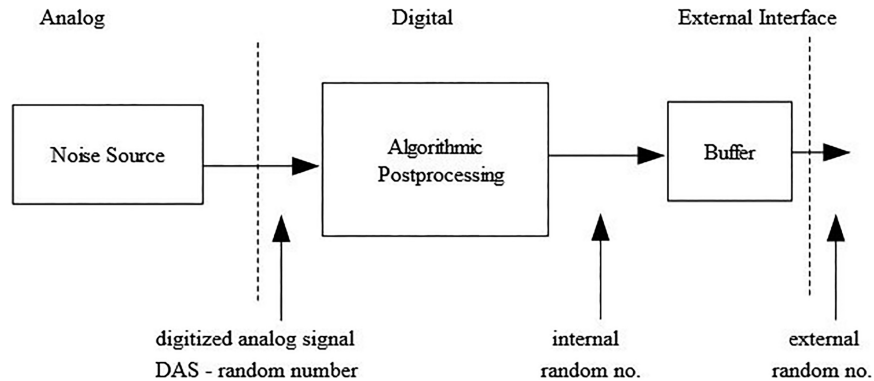 Analog
Digital
External Interface
Noise Source
Algorithmic
Postprocessing
Buffer
digitized analog signal
DAS - random number
internal
random no.
external
random no.